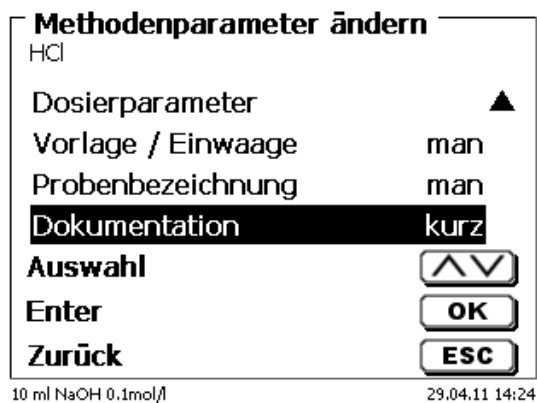 Methodenparameter ändern
HCl
Dosierparameter
Vorlage / Einwaage man
Probenbezeichnung man
Dokumentation kurz
Auswahl
Enter OK
Zurück ESC
10 ml NaOH 0.1mol/l 29.04.11 14:24